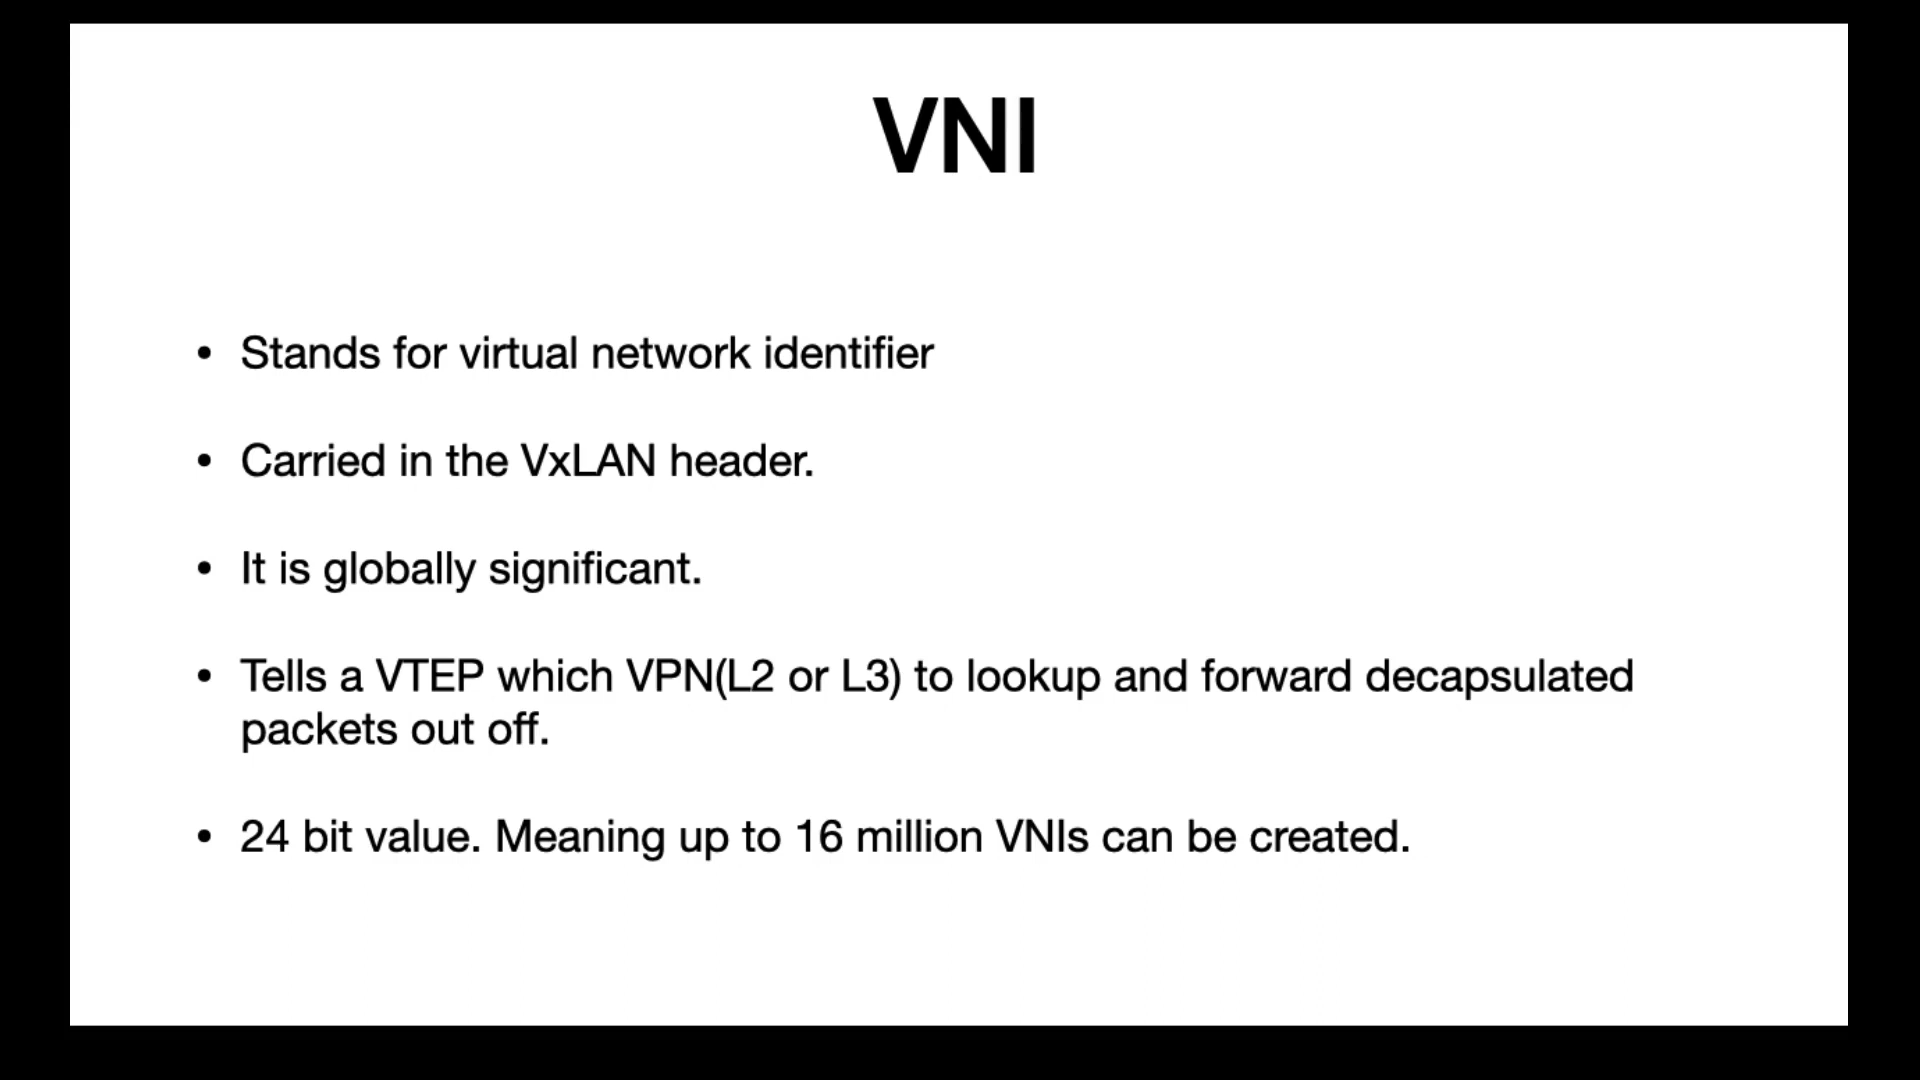 VNI
• Stands for virtual network identifier
• Carried in the VxLAN header.
• It is globally significant.
• Tells a VTEP which VPN(L2 or L3) to lookup and forward decapsulated
packets out off.
• 24 bit value. Meaning up to 16 million VNIs can be created.